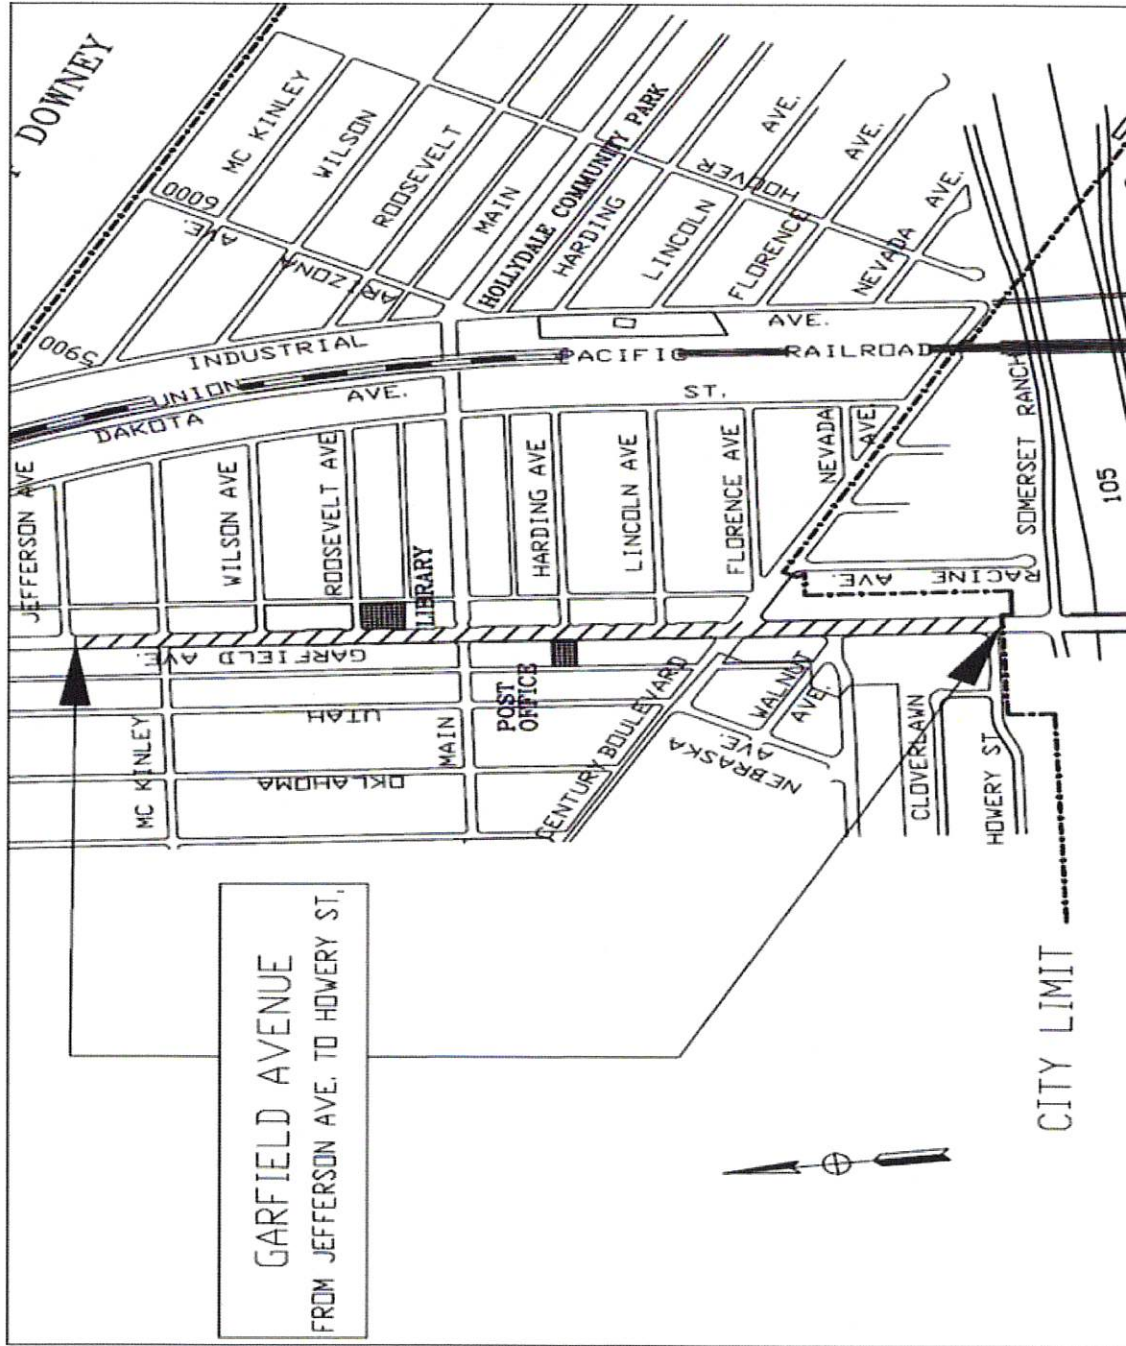 DOWNEY
MC KINLEY
WILSON
ROOSEVELT
MAIN
HOLLYDALE COMMUNITY PARK
HARDING
LINCOLN
FLORENCE
NEVADA AVE.
HOOVER
AVE.
AVE.
6000
5900
ARIZONA AVE.
INDUSTRIAL AVE.
UNION PACIFIC RAILROAD
DAKOTA AVE.
ST.
JEFFERSON AVE
WILSON AVE
ROOSEVELT AVE
LIBRARY
HARDING AVE
LINCOLN AVE
FLORENCE AVE
NEVADA AVE.
RACINE AVE.
SOMERSET RANCH
105
GARFIELD AVE.
UTAH
OKLAHOMA
MC KINLEY
MAIN
POST
OFFICE
CENTURY BOULEVARD
WALNUT
AVE.
NEBRASKA
AVE.
CLOVERLAWN
HOWERY ST
GARFIELD AVENUE
FROM JEFFERSON AVE. TO HOWERY ST.
CITY LIMIT